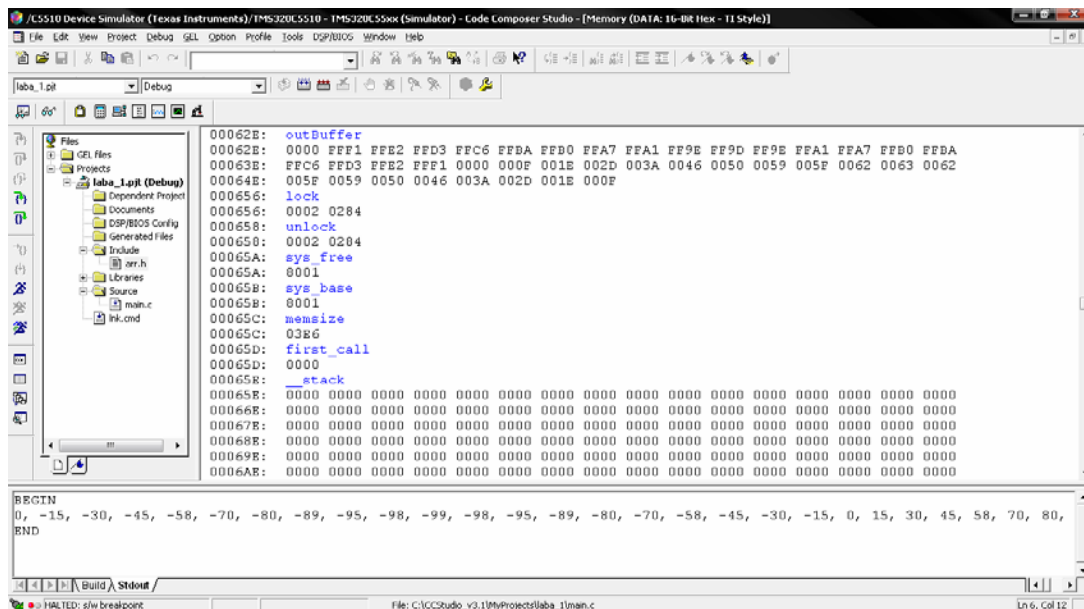 /C5510 Device Simulator (Texas Instruments)/TMS320C5510 - TMS320C55xx (Simulator) - Code Composer Studio - [Memory (DATA: 16-Bit Hex - TI Style)]
File Edit View Project Debug GEL Option Profile Tools DSP/BIOS Window Help
laba_1.pjt Debug
Files
GEL files
Projects
laba_1.pjt (Debug)
Dependent Project
Documents
DSP/BIOS Config
Generated Files
Include
arr.h
Libraries
Source
main.c
lnk.cmd
00062E: outBuffer
00062E: 0000 FFF1 FFE2 FFD3 FFC6 FFBA FFB0 FFA7 FFA1 FF9E FF9D FF9E FFA1 FFA7 FFB0 FFBA
00063E: FFC6 FFD3 FFE2 FFF1 0000 000F 001E 002D 003A 0046 0050 0059 005F 0062 0063 0062
00064E: 005F 0059 0050 0046 003A 002D 001E 000F
000656: lock
000656: 0002 0284
000658: unlock
000658: 0002 0284
00065A: sys_free
00065A: 8001
00065B: sys_base
00065B: 8001
00065C: memsize
00065C: 03E6
00065D: first_call
00065D: 0000
00065E: __stack
00065E: 0000 0000 0000 0000 0000 0000 0000 0000 0000 0000 0000 0000 0000 0000 0000 0000
00066E: 0000 0000 0000 0000 0000 0000 0000 0000 0000 0000 0000 0000 0000 0000 0000 0000
00067E: 0000 0000 0000 0000 0000 0000 0000 0000 0000 0000 0000 0000 0000 0000 0000 0000
00068E: 0000 0000 0000 0000 0000 0000 0000 0000 0000 0000 0000 0000 0000 0000 0000 0000
00069E: 0000 0000 0000 0000 0000 0000 0000 0000 0000 0000 0000 0000 0000 0000 0000 0000
0006AE: 0000 0000 0000 0000 0000 0000 0000 0000 0000 0000 0000 0000 0000 0000 0000 0000
BEGIN
0, -15, -30, -45, -58, -70, -80, -89, -95, -98, -99, -98, -95, -89, -80, -70, -58, -45, -30, -15, 0, 15, 30, 45, 58, 70, 80,
END
Build Stdout
HALTED: s/w breakpoint File: C:\CCStudio_v3.1\MyProjects\laba_1\main.c Ln 6, Col 12